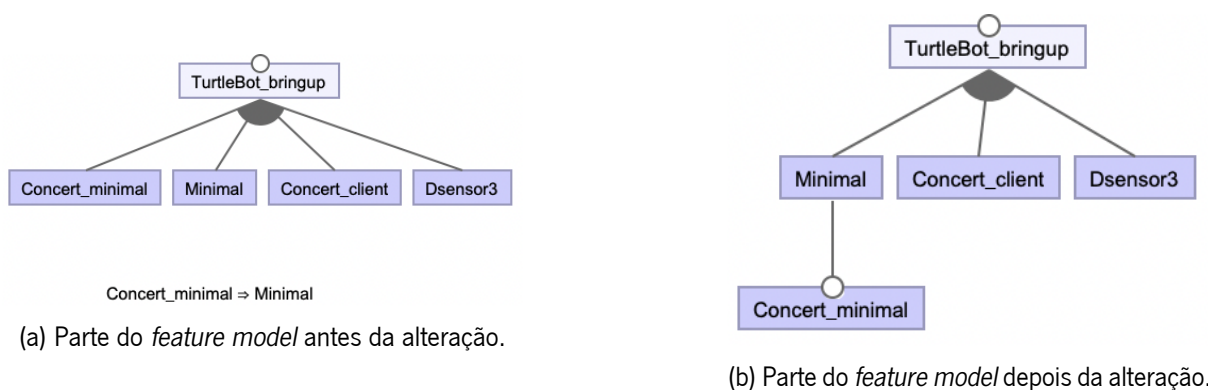 TurtleBot_bringup
Concert_minimal
Minimal
Concert_client
Dsensor3
Concert_minimal ⇒ Minimal
(a) Parte do feature model antes da alteração.
TurtleBot_bringup
Minimal
Concert_client
Dsensor3
Concert_minimal
(b) Parte do feature model depois da alteração.